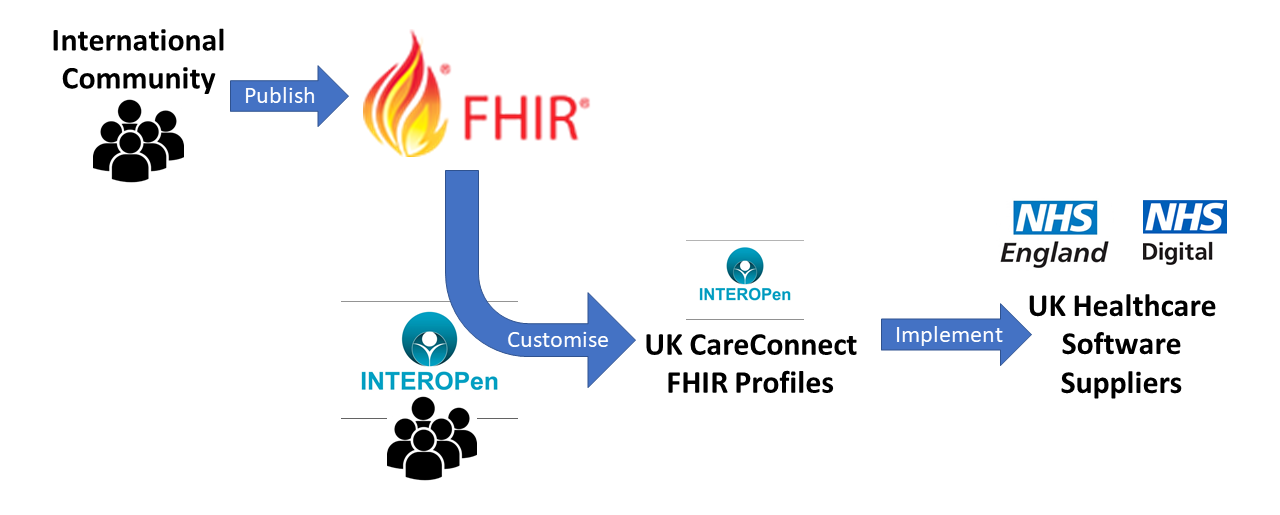 International
Community
Publish
FHIR®
NHS
England
NHS
Digital
INTEROPen
UK CareConnect
FHIR Profiles
Implement
UK Healthcare
Software
Suppliers
Customise
INTEROPen